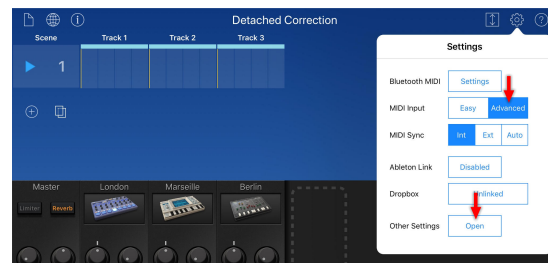 Detached Correction
Scene
Track 1
Track 2
Track 3
1
Settings
Bluetooth MIDI
Settings
MIDI Input
Easy
Advanced
MIDI Sync
Int
Ext
Auto
Ableton Link
Disabled
Dropbox
Unlinked
Other Settings
Open
Master
London
Marseille
Berlin
Limiter
Reverb